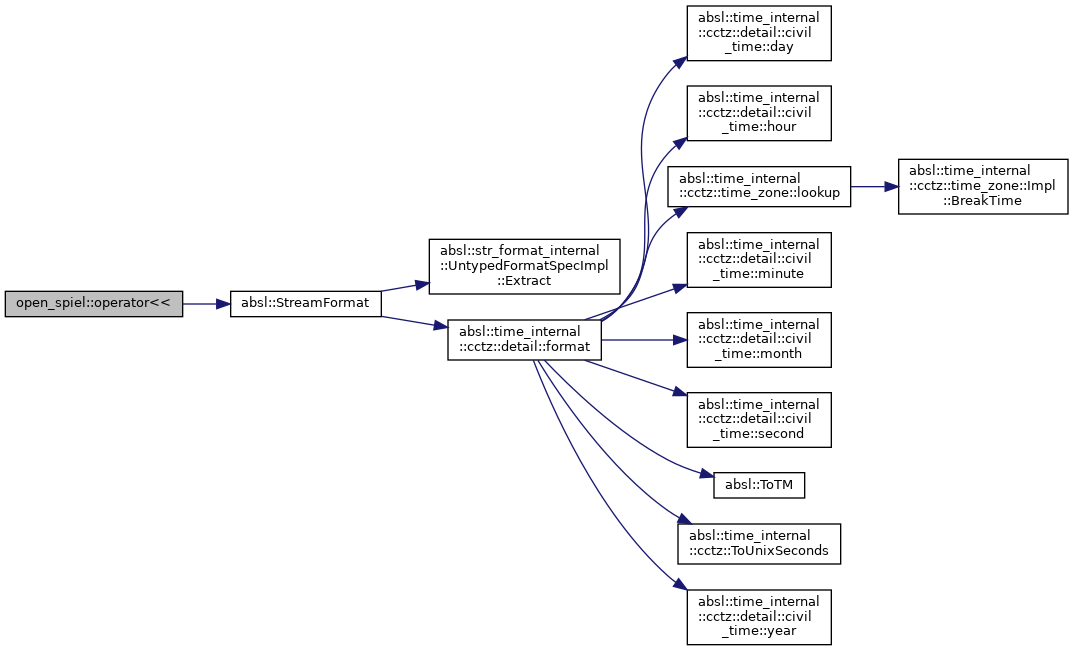 open_spiel::operator<<
absl::StreamFormat
absl::str_format_internal
::UntypedFormatSpecImpl
::Extract
absl::time_internal
::cctz::detail::format
absl::time_internal
::cctz::detail::civil
_time::day
absl::time_internal
::cctz::detail::civil
_time::hour
absl::time_internal
::cctz::time_zone::lookup
absl::time_internal
::cctz::time_zone::Impl
::BreakTime
absl::time_internal
::cctz::detail::civil
_time::minute
absl::time_internal
::cctz::detail::civil
_time::month
absl::time_internal
::cctz::detail::civil
_time::second
absl::ToTM
absl::time_internal
::cctz::ToUnixSeconds
absl::time_internal
::cctz::detail::civil
_time::year